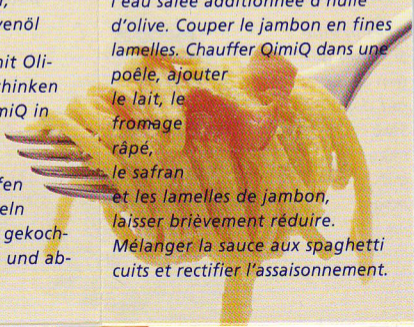 venöl
mit Oli-
hinken
miQ in
fen
eln
gekoch-
und ab-
l'eau salée additionnée d'huile
d'olive. Couper le jambon en fines
lamelles. Chauffer QimiQ dans une
poêle, ajouter
le lait, le
fromage
râpé,
le safran
et les lamelles de jambon,
laisser brièvement réduire.
Mélanger la sauce aux spaghetti
cuits et rectifier l'assaisonnement.